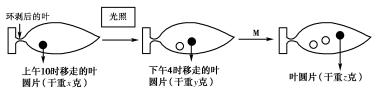 环剥后的叶
光照
M
上午10时移走的叶
圆片(干重x克)
下午4时移走的叶
圆片(干重y克)
叶圆片(干重z克)